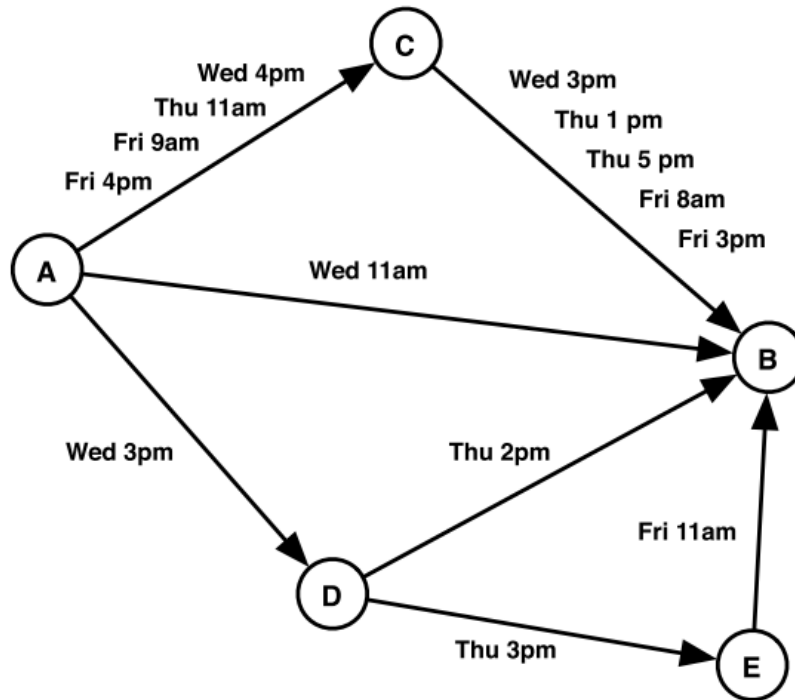 C
Wed 4pm
Wed 3pm
Thu 11am
Thu 1 pm
Fri 9am
Thu 5 pm
Fri 4pm
Fri 8am
Fri 3pm
A
Wed 11am
B
Wed 3pm
Thu 2pm
Fri 11am
D
Thu 3pm
E